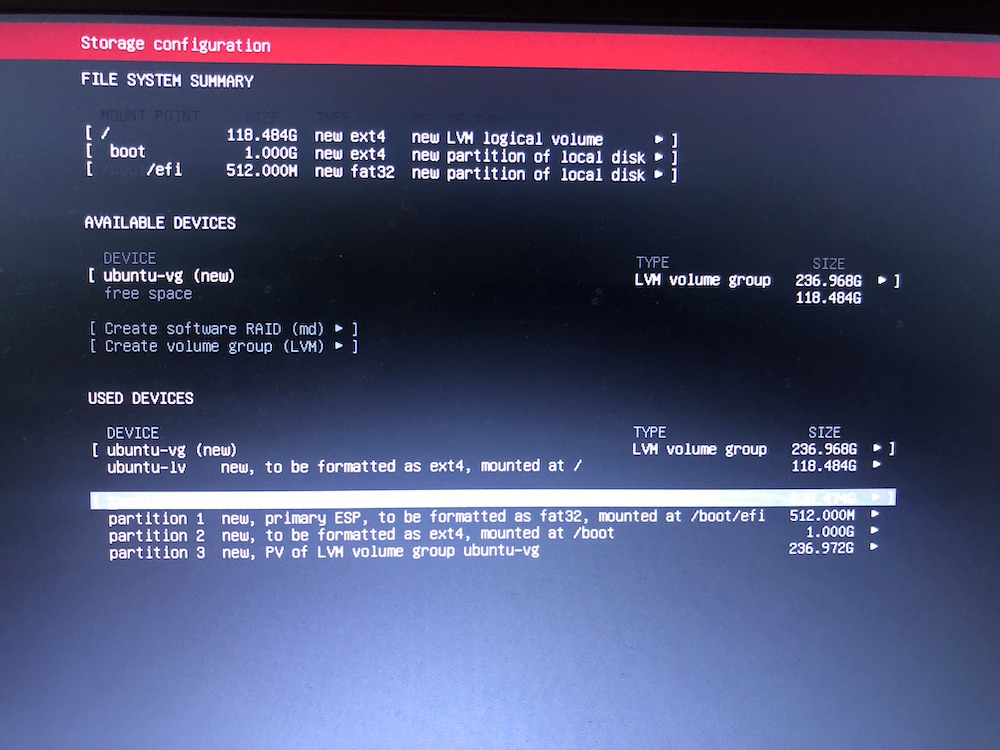 Storage configuration
FILE SYSTEM SUMMARY
MOUNT POINT SIZE TYPE
[ / 118.484G new ext4 new LVM logical volume ▸ ]
[ boot 1.000G new ext4 new partition of local disk ▸ ]
[ /efi 512.000M new fat32 new partition of local disk ▸ ]
AVAILABLE DEVICES
DEVICE TYPE SIZE
[ ubuntu-vg (new) LVM volume group 236.968G ▸ ]
free space 118.484G
[ Create software RAID (md) ▸ ]
[ Create volume group (LVM) ▸ ]
USED DEVICES
DEVICE TYPE SIZE
[ ubuntu-vg (new) LVM volume group 236.968G ▸ ]
ubuntu-lv new, to be formatted as ext4, mounted at / 118.484G ▸
[ ▸ ]
partition 1 new, primary ESP, to be formatted as fat32, mounted at /boot/efi 512.000M ▸
partition 2 new, to be formatted as ext4, mounted at /boot 1.000G ▸
partition 3 new, PV of LVM volume group ubuntu-vg 236.972G ▸